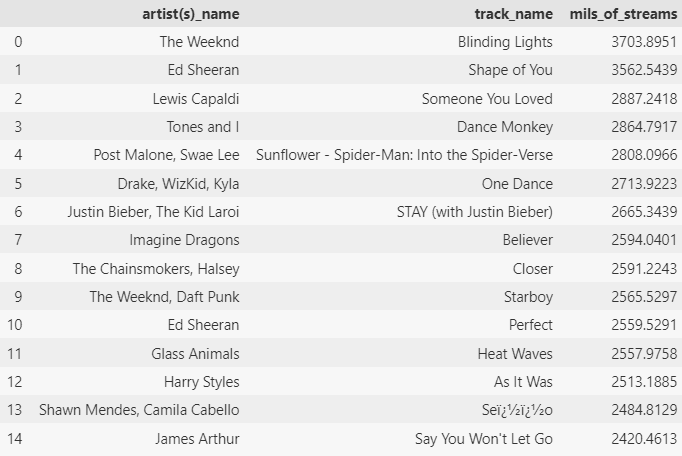 artist(s)_name track_name mils_of_streams
0 The Weeknd Blinding Lights 3703.8951
1 Ed Sheeran Shape of You 3562.5439
2 Lewis Capaldi Someone You Loved 2887.2418
3 Tones and I Dance Monkey 2864.7917
4 Post Malone, Swae Lee Sunflower - Spider-Man: Into the Spider-Verse 2808.0966
5 Drake, WizKid, Kyla One Dance 2713.9223
6 Justin Bieber, The Kid Laroi STAY (with Justin Bieber) 2665.3439
7 Imagine Dragons Believer 2594.0401
8 The Chainsmokers, Halsey Closer 2591.2243
9 The Weeknd, Daft Punk Starboy 2565.5297
10 Ed Sheeran Perfect 2559.5291
11 Glass Animals Heat Waves 2557.9758
12 Harry Styles As It Was 2513.1885
13 Shawn Mendes, Camila Cabello Seï¿½ï¿½o 2484.8129
14 James Arthur Say You Won't Let Go 2420.4613